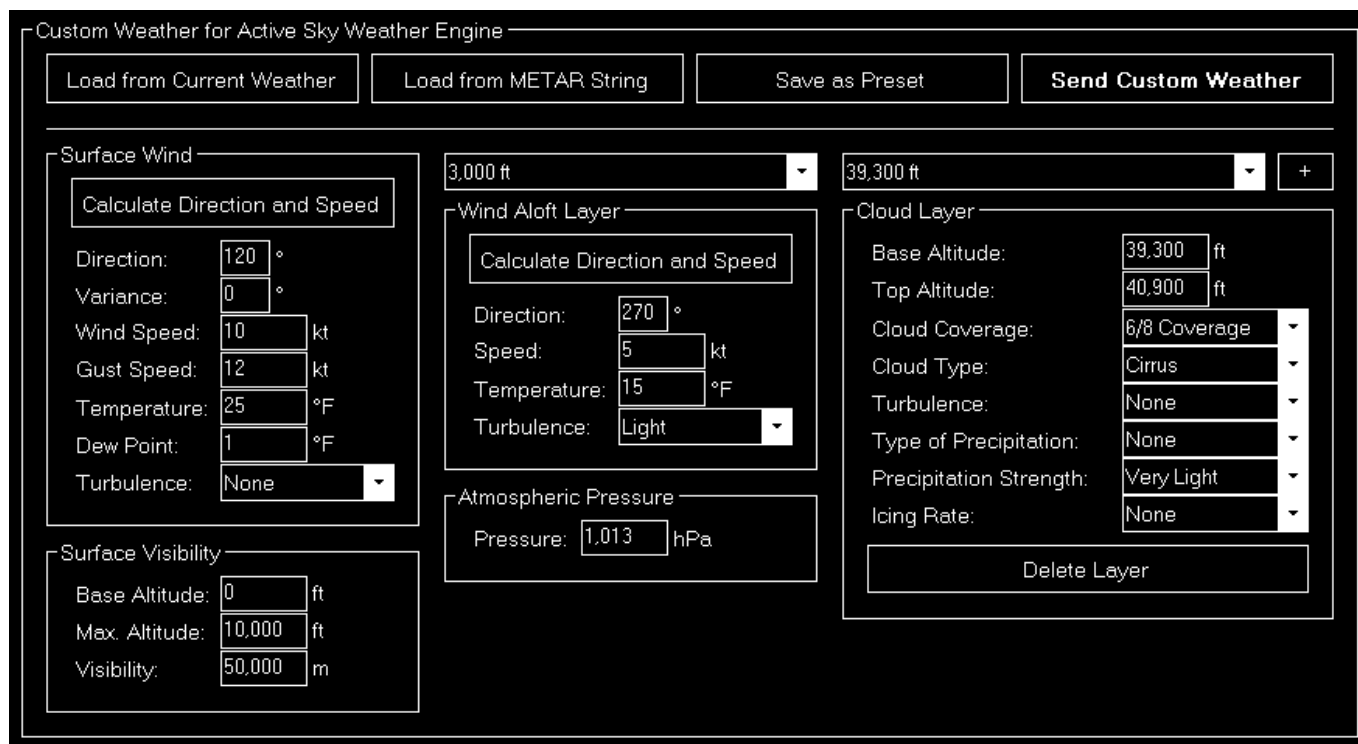 Custom Weather for Active Sky Weather Engine
Load from Current Weather
Load from METAR String
Save as Preset
Send Custom Weather
Surface Wind
Calculate Direction and Speed
Direction: 120 °
Variance: 0 °
Wind Speed: 10 kt
Gust Speed: 12 kt
Temperature: 25 °F
Dew Point: 1 °F
Turbulence: None
Surface Visibility
Base Altitude: 0 ft
Max. Altitude: 10,000 ft
Visibility: 50,000 m
3,000 ft
Wind Aloft Layer
Calculate Direction and Speed
Direction: 270 °
Speed: 5 kt
Temperature: 15 °F
Turbulence: Light
Atmospheric Pressure
Pressure: 1,013 hPa
39,300 ft
+
Cloud Layer
Base Altitude: 39,300 ft
Top Altitude: 40,900 ft
Cloud Coverage: 6/8 Coverage
Cloud Type: Cirrus
Turbulence: None
Type of Precipitation: None
Precipitation Strength: Very Light
Icing Rate: None
Delete Layer